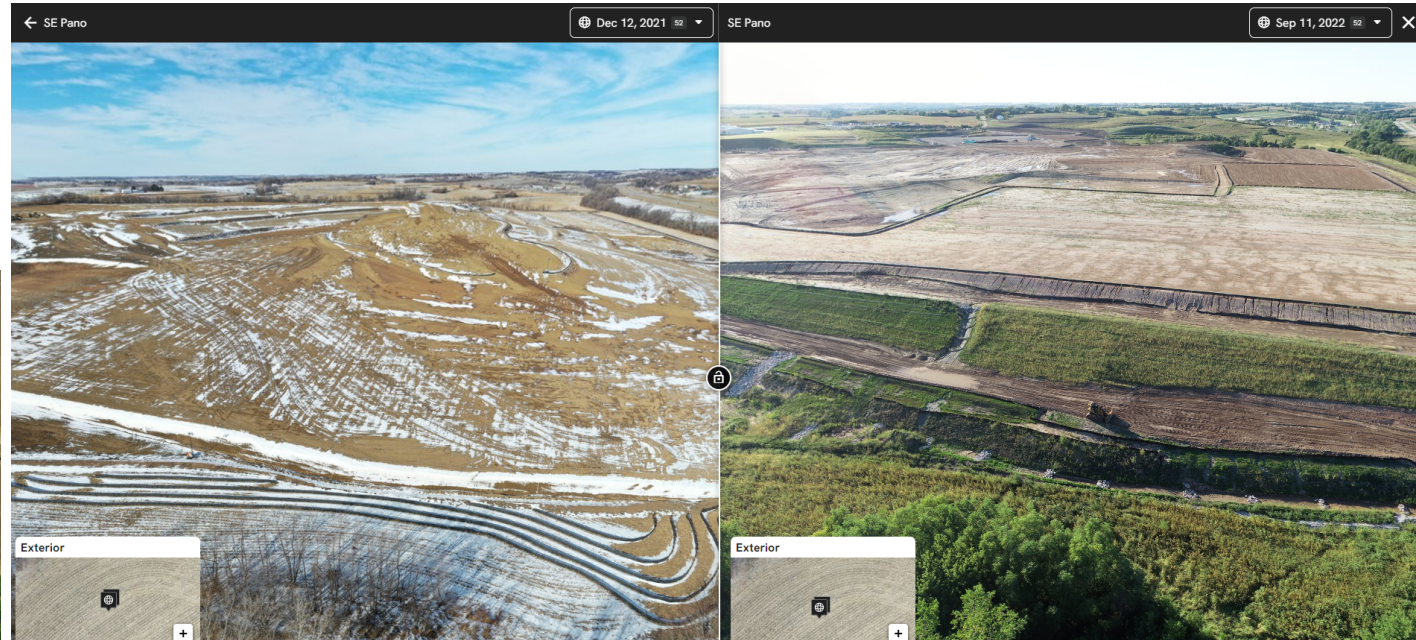 SE Pano
Dec 12, 2021 52
SE Pano
Sep 11, 2022 52
Exterior
+
Exterior
+